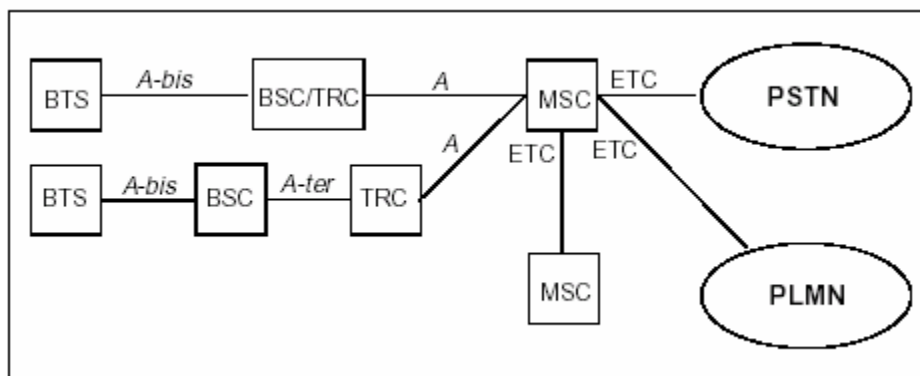 BTS A-bis BSC/TRC A MSC ETC PSTN
A ETC ETC
BTS A-bis BSC A-ter TRC
MSC PLMN